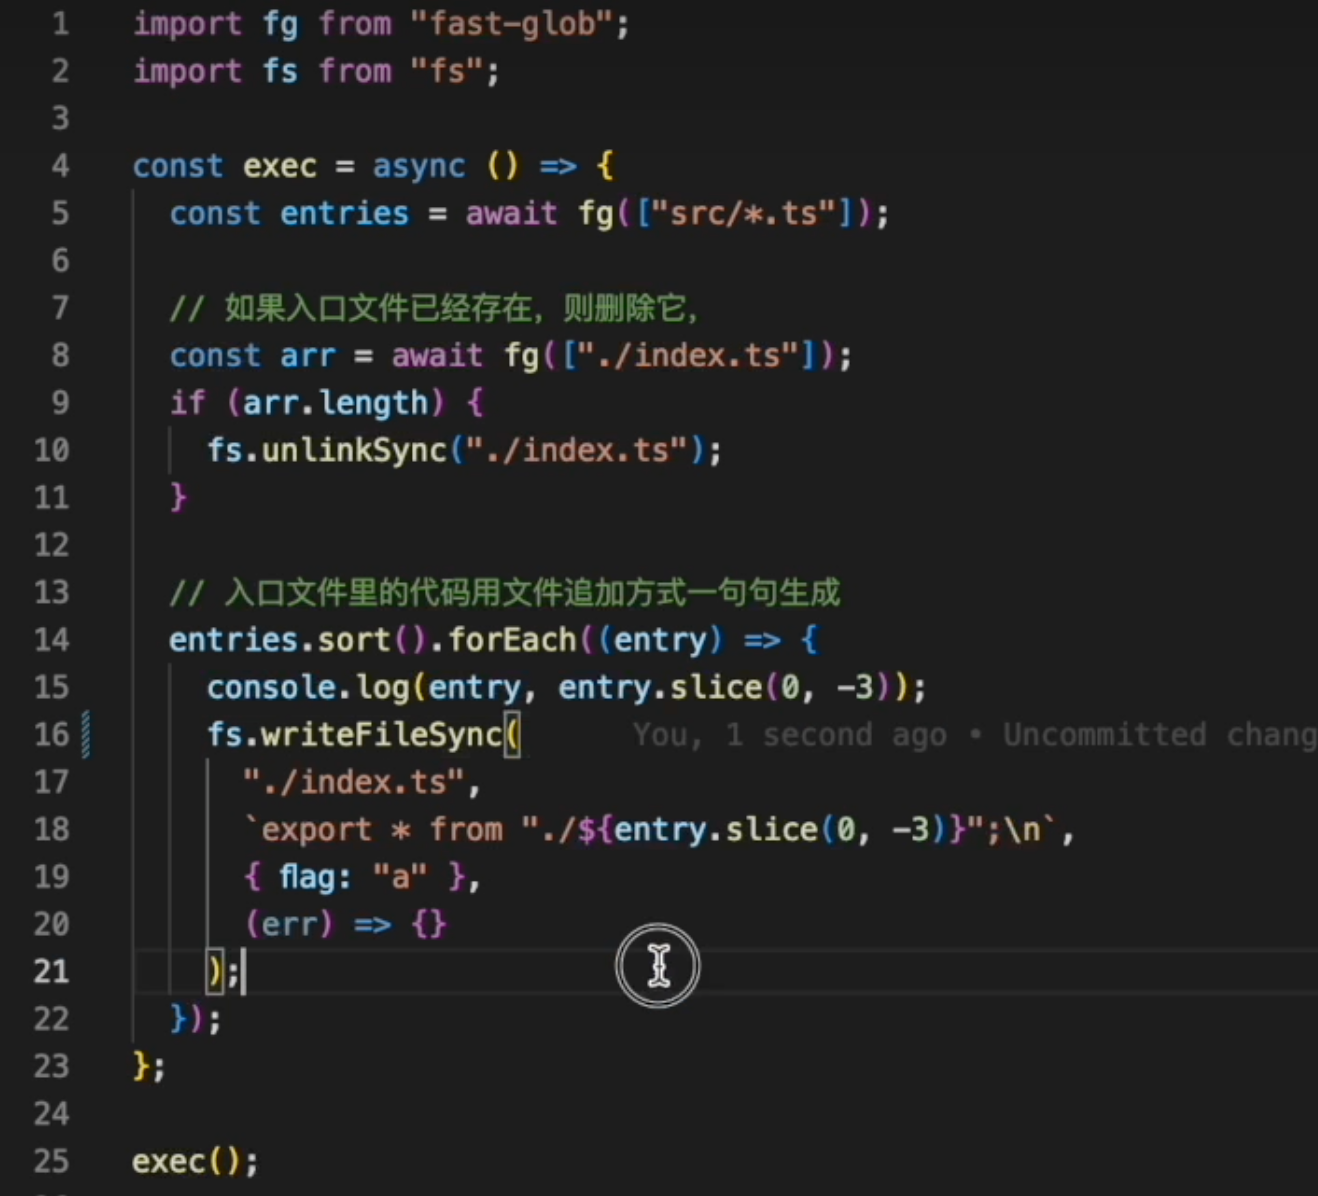 1 import fg from "fast-glob";
2 import fs from "fs";
3
4 const exec = async () => {
5 const entries = await fg(["src/*.ts"]);
6
7 // 如果入口文件已经存在，则删除它，
8 const arr = await fg(["./index.ts"]);
9 if (arr.length) {
10 fs.unlinkSync("./index.ts");
11 }
12
13 // 入口文件里的代码用文件追加方式一句句生成
14 entries.sort().forEach((entry) => {
15 console.log(entry, entry.slice(0, -3));
16 fs.writeFileSync( You, 1 second ago • Uncommitted chang
17 "./index.ts",
18 `export * from "./${entry.slice(0, -3)}";\n`,
19 { flag: "a" },
20 (err) => {}
21 );
22 });
23 };
24
25 exec();